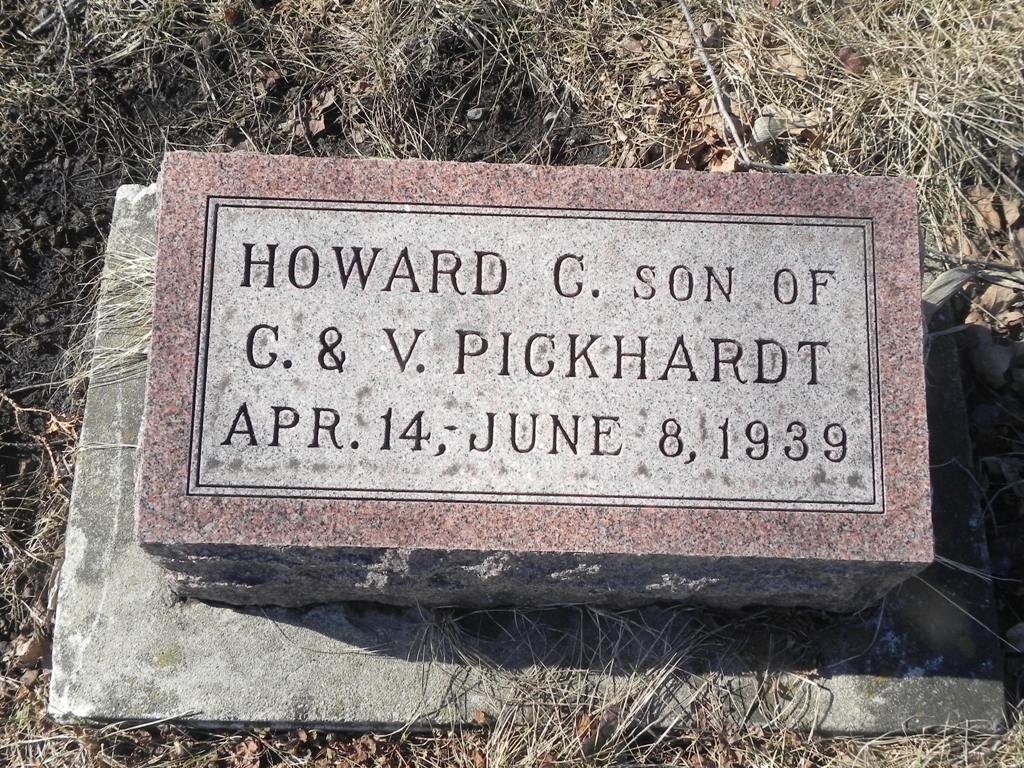 HOWARD C. SON OF
C. & V. PICKHARDT
APR. 14,-JUNE 8, 1939